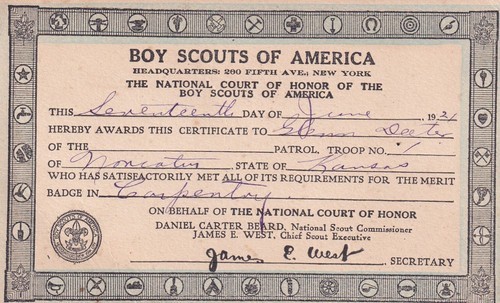 BOY SCOUTS OF AMERICA
HEADQUARTERS: 200 FIFTH AVE., NEW YORK
THE NATIONAL COURT OF HONOR OF THE
BOY SCOUTS OF AMERICA
THIS Seventeenth DAY OF June, 1924
HEREBY AWARDS THIS CERTIFICATE TO Glenn Deeter
OF THE PATROL, TROOP NO. 1
OF Norcatur, STATE OF Kansas
WHO HAS SATISFACTORILY MET ALL OF ITS REQUIREMENTS FOR THE MERIT
BADGE IN Carpentry.
ON BEHALF OF THE NATIONAL COURT OF HONOR
DANIEL CARTER BEARD, National Scout Commissioner
JAMES E. WEST, Chief Scout Executive
James E. West, SECRETARY